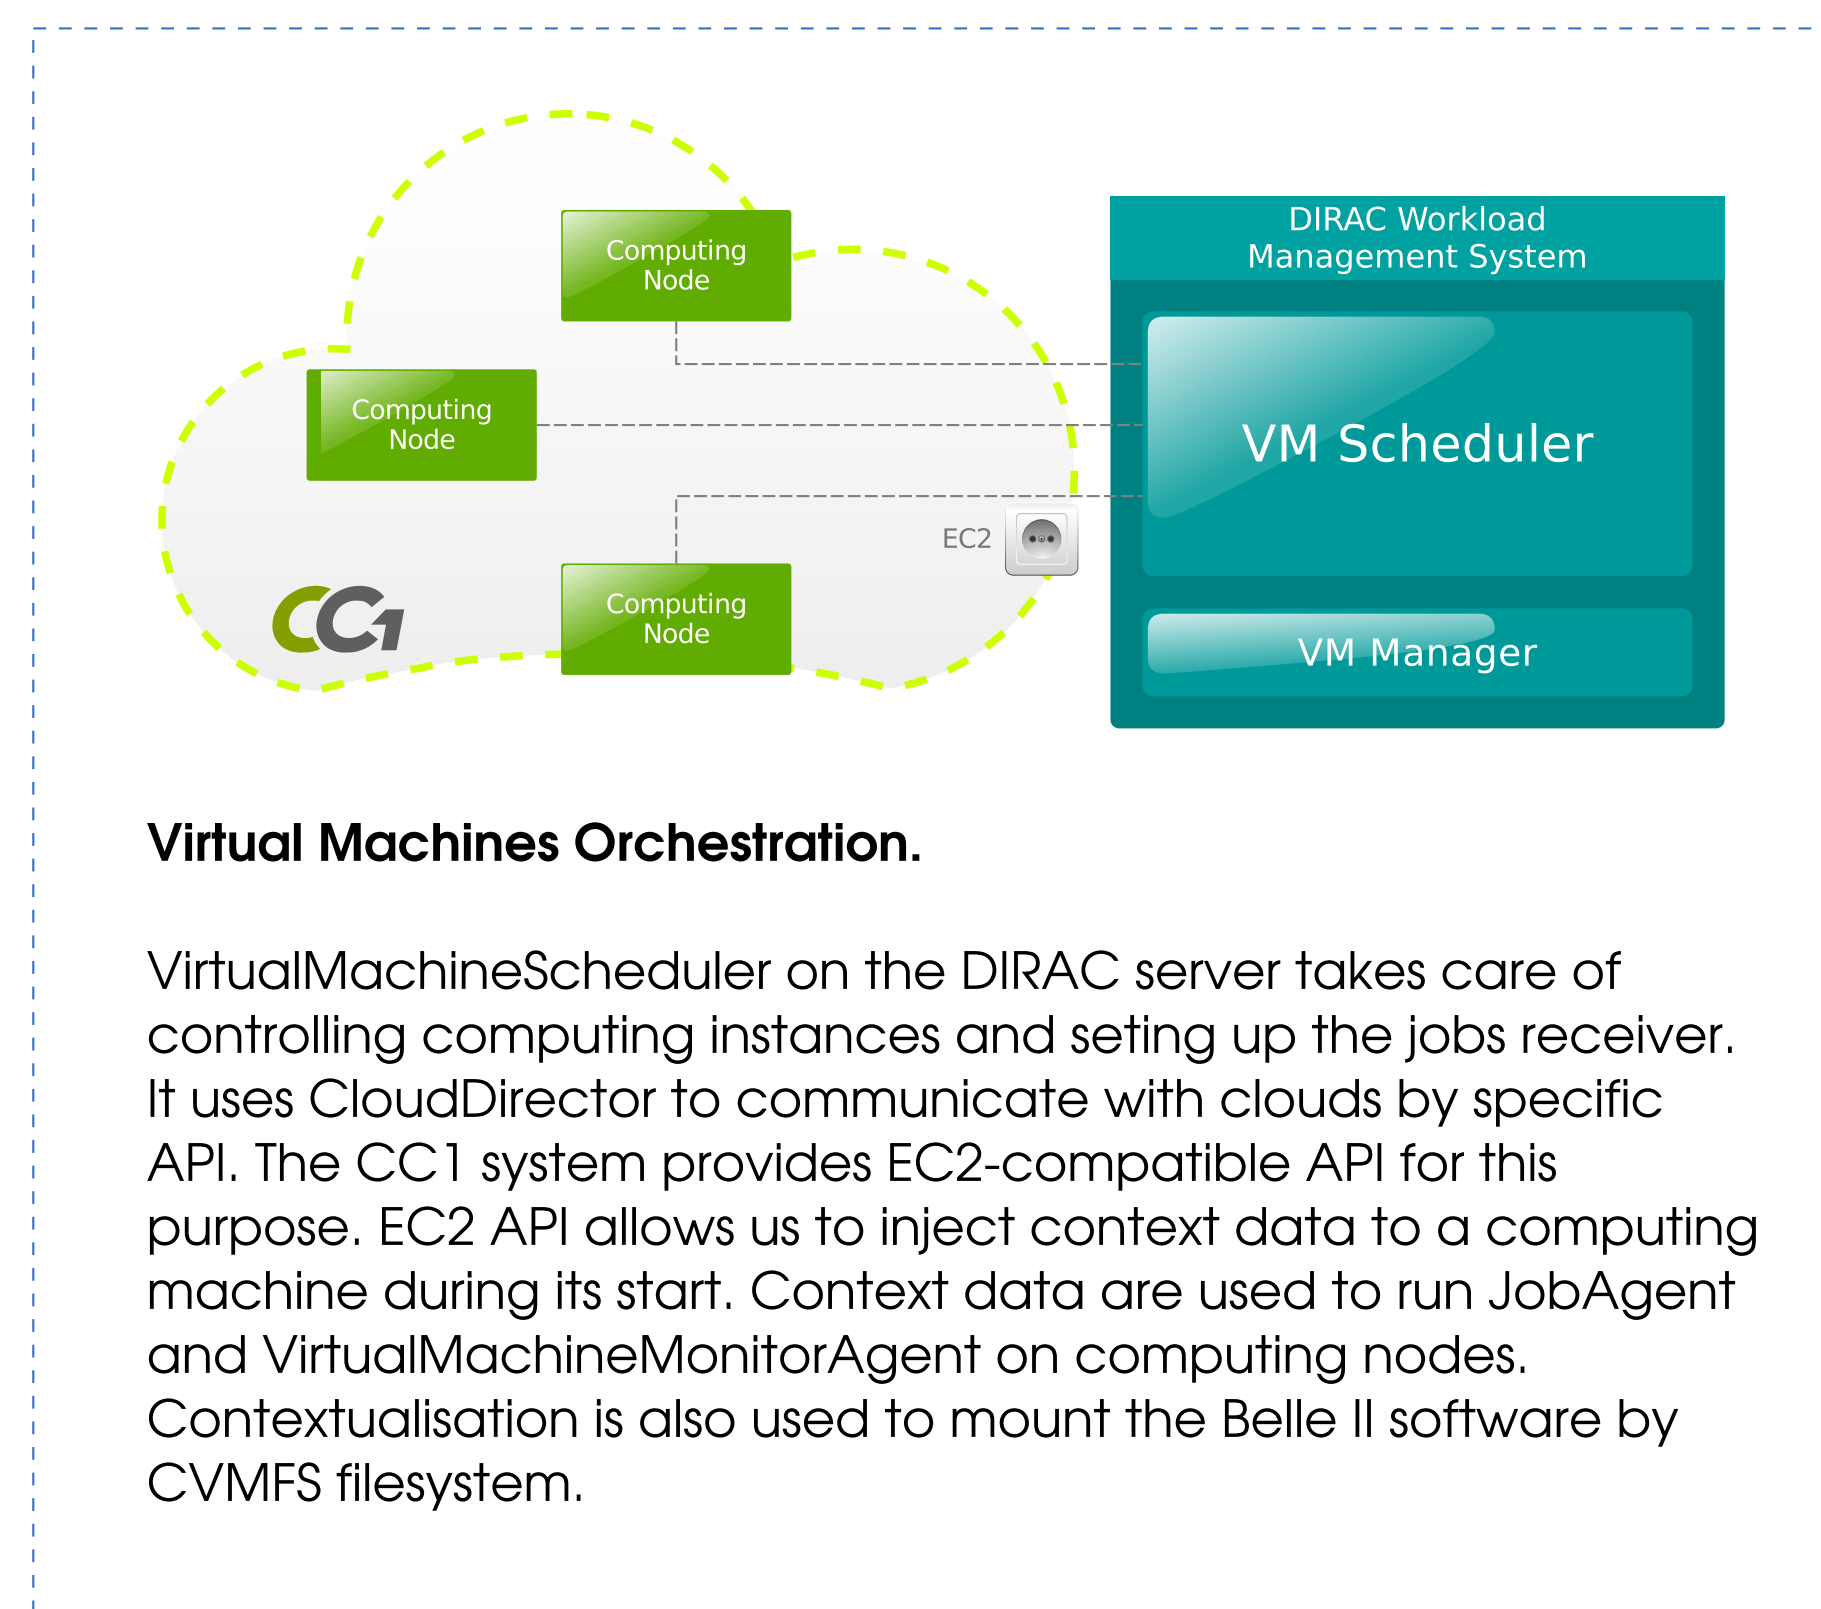 DIRAC Workload
Management System
Computing
Node
Computing
Node
VM Scheduler
EC2
CC1
Computing
Node
VM Manager
Virtual Machines Orchestration.
VirtualMachineScheduler on the DIRAC server takes care of
controlling computing instances and seting up the jobs receiver.
It uses CloudDirector to communicate with clouds by specific
API. The CC1 system provides EC2-compatible API for this
purpose. EC2 API allows us to inject context data to a computing
machine during its start. Context data are used to run JobAgent
and VirtualMachineMonitorAgent on computing nodes.
Contextualisation is also used to mount the Belle II software by
CVMFS filesystem.